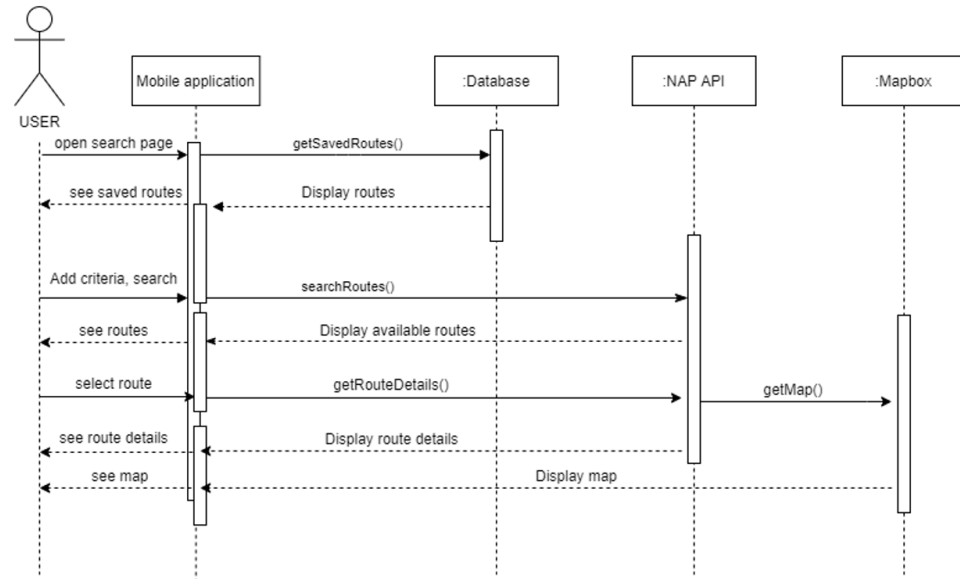 Mobile application
:Database
:NAP API
:Mapbox
USER
open search page
getSavedRoutes()
see saved routes
Display routes
Add criteria, search
searchRoutes()
see routes
Display available routes
select route
getRouteDetails()
getMap()
see route details
Display route details
see map
Display map